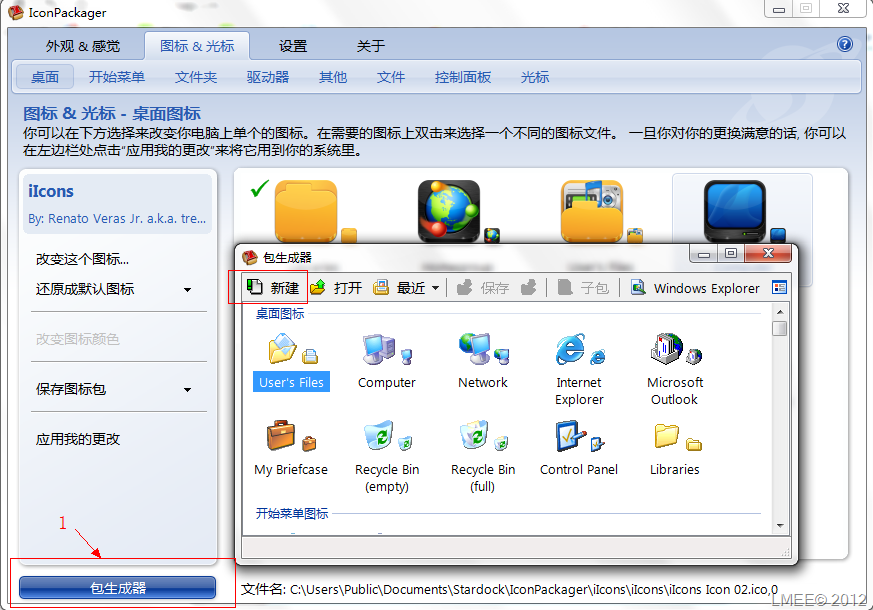 IconPackager
外观 & 感觉 图标 & 光标 设置 关于
桌面 开始菜单 文件夹 驱动器 其他 文件 控制面板 光标
图标 & 光标 - 桌面图标
你可以在下方选择来改变你电脑上单个的图标。在需要的图标上双击来选择一个不同的图标文件。 一旦你对你的更换满意的话, 你可以
在左边栏处点击“应用我的更改”来将它用到你的系统里。
iIcons
By: Renato Veras Jr. a.k.a. tre...
改变这个图标...
还原成默认图标
改变图标颜色
保存图标包
应用我的更改
1
包生成器
包生成器
新建 打开 最近 保存 子包 Windows Explorer
桌面图标
User's Files Computer Network Internet Explorer Microsoft Outlook
My Briefcase Recycle Bin (empty) Recycle Bin (full) Control Panel Libraries
开始菜单图标
文件名: C:\Users\Public\Documents\Stardock\IconPackager\iIcons\iIcons\iIcons Icon 02.ico,0
LMEE© 2012